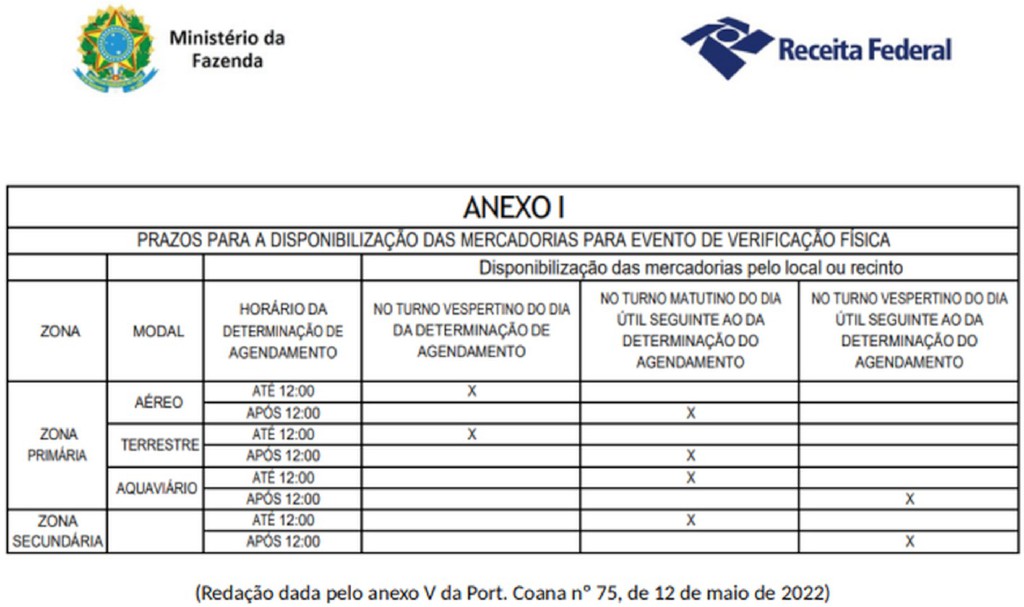 Ministério da
Fazenda
Receita Federal
ANEXO I
PRAZOS PARA A DISPONIBILIZAÇÃO DAS MERCADORIAS PARA EVENTO DE VERIFICAÇÃO FÍSICA
Disponibilização das mercadorias pelo local ou recinto
ZONA
MODAL
HORÁRIO DA
DETERMINAÇÃO DE
AGENDAMENTO
NO TURNO VESPERTINO DO DIA
DA DETERMINAÇÃO DE
AGENDAMENTO
NO TURNO MATUTINO DO DIA
ÚTIL SEGUINTE AO DA
DETERMINAÇÃO DO
AGENDAMENTO
NO TURNO VESPERTINO DO DIA
ÚTIL SEGUINTE AO DA
DETERMINAÇÃO DO
AGENDAMENTO
ZONA
PRIMÁRIA
AÉREO
ATÉ 12:00 X
APÓS 12:00 X
TERRESTRE
ATÉ 12:00 X
APÓS 12:00 X
AQUAVIÁRIO
ATÉ 12:00 X
APÓS 12:00 X
ZONA
SECUNDÁRIA
ATÉ 12:00 X
APÓS 12:00 X
(Redação dada pelo anexo V da Port. Coana nº 75, de 12 de maio de 2022)